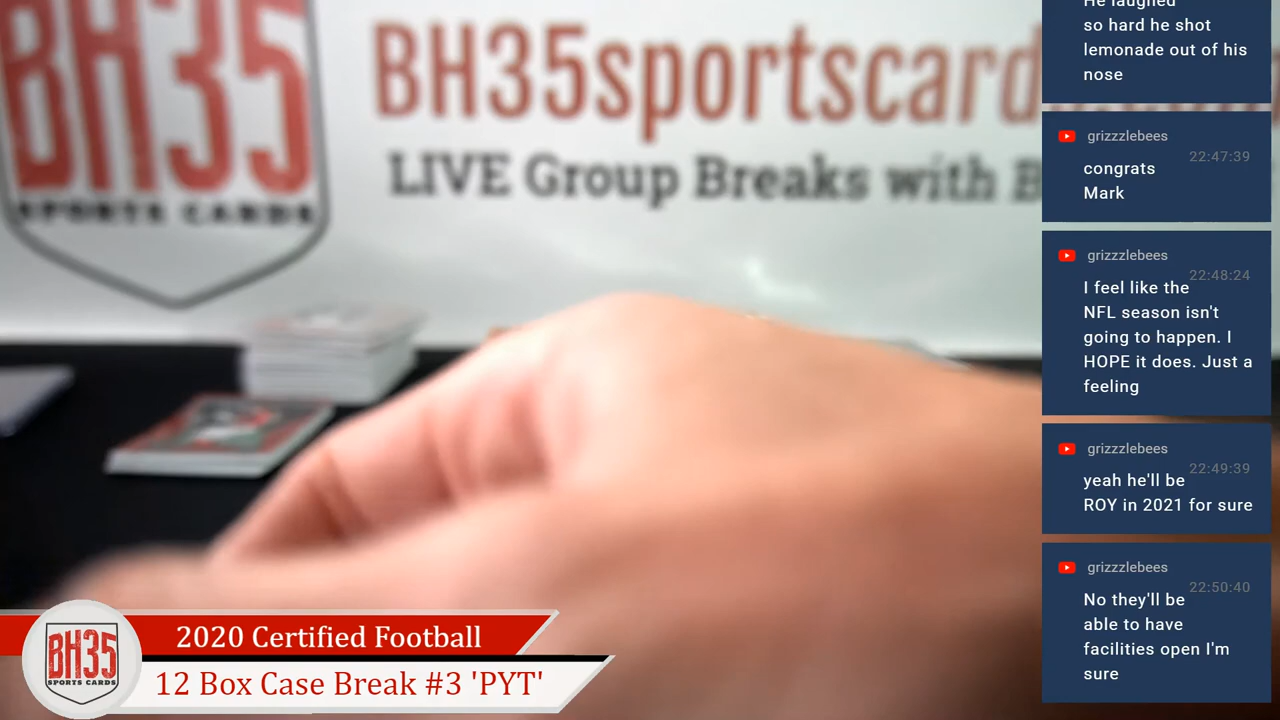 BH35
SPORTS CARDS
BH35sportscard
LIVE Group Breaks with B
He laughed
so hard he shot
lemonade out of his
nose
grizzzlebees
22:47:39
congrats
Mark
grizzzlebees
22:48:24
I feel like the
NFL season isn't
going to happen. I
HOPE it does. Just a
feeling
grizzzlebees
22:49:39
yeah he'll be
ROY in 2021 for sure
grizzzlebees
22:50:40
No they'll be
able to have
facilities open I'm
sure
BH35
SPORTS CARDS
2020 Certified Football
12 Box Case Break #3 'PYT'